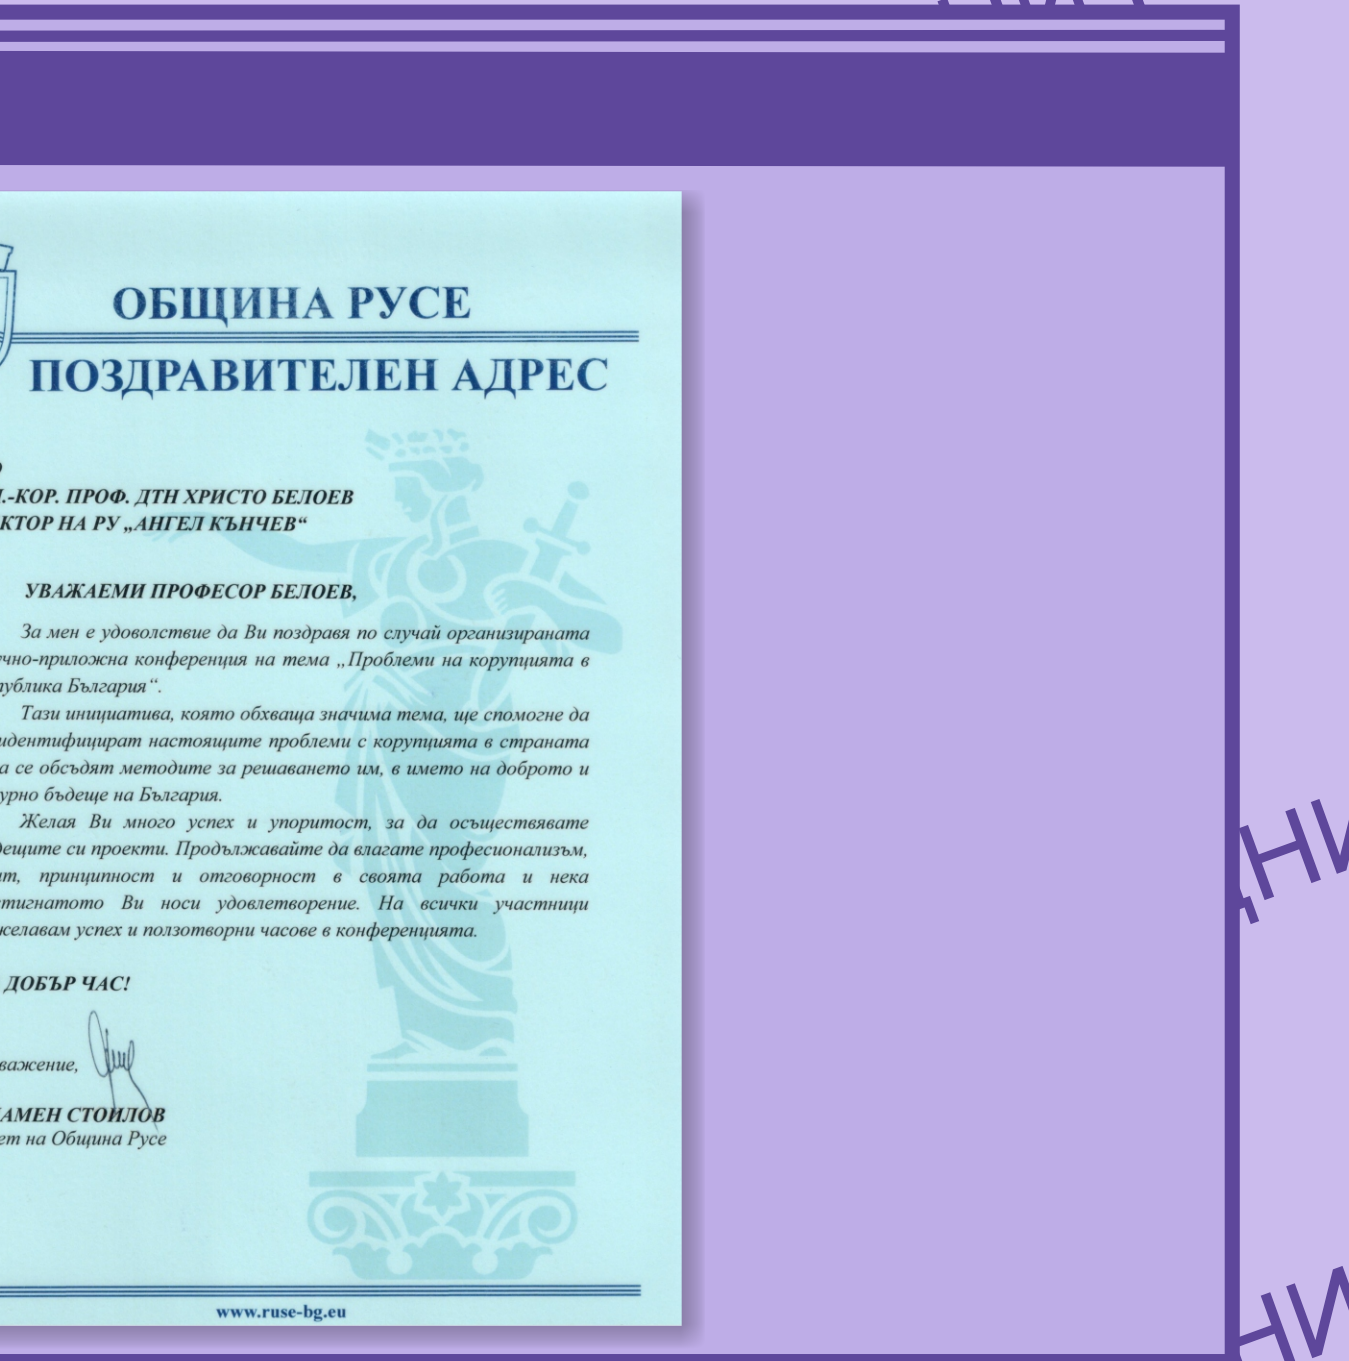 ОБЩИНА РУСЕ
ПОЗДРАВИТЕЛЕН АДРЕС
.-КОР. ПРОФ. ДТН ХРИСТО БЕЛОЕВ
КТОР НА РУ „АНГЕЛ КЪНЧЕВ“
УВАЖАЕМИ ПРОФЕСОР БЕЛОЕВ,
За мен е удоволствие да Ви поздравя по случай организираната
чно-приложна конференция на тема „Проблеми на корупцията в
публика България“.
Тази инициатива, която обхваща значима тема, ще спомогне да
идентифицират настоящите проблеми с корупцията в страната
а се обсъдят методите за решаването им, в името на доброто и
урно бъдеще на България.
Желая Ви много успех и упоритост, за да осъществявате
дещите си проекти. Продължавайте да влагате професионализъм,
ит, принципност и отговорност в своята работа и нека
тигнатото Ви носи удовлетворение. На всички участници
желавам успех и ползотворни часове в конференцията.
ДОБЪР ЧАС!
важение,
АМЕН СТОИЛОВ
ет на Община Русе
www.ruse-bg.eu